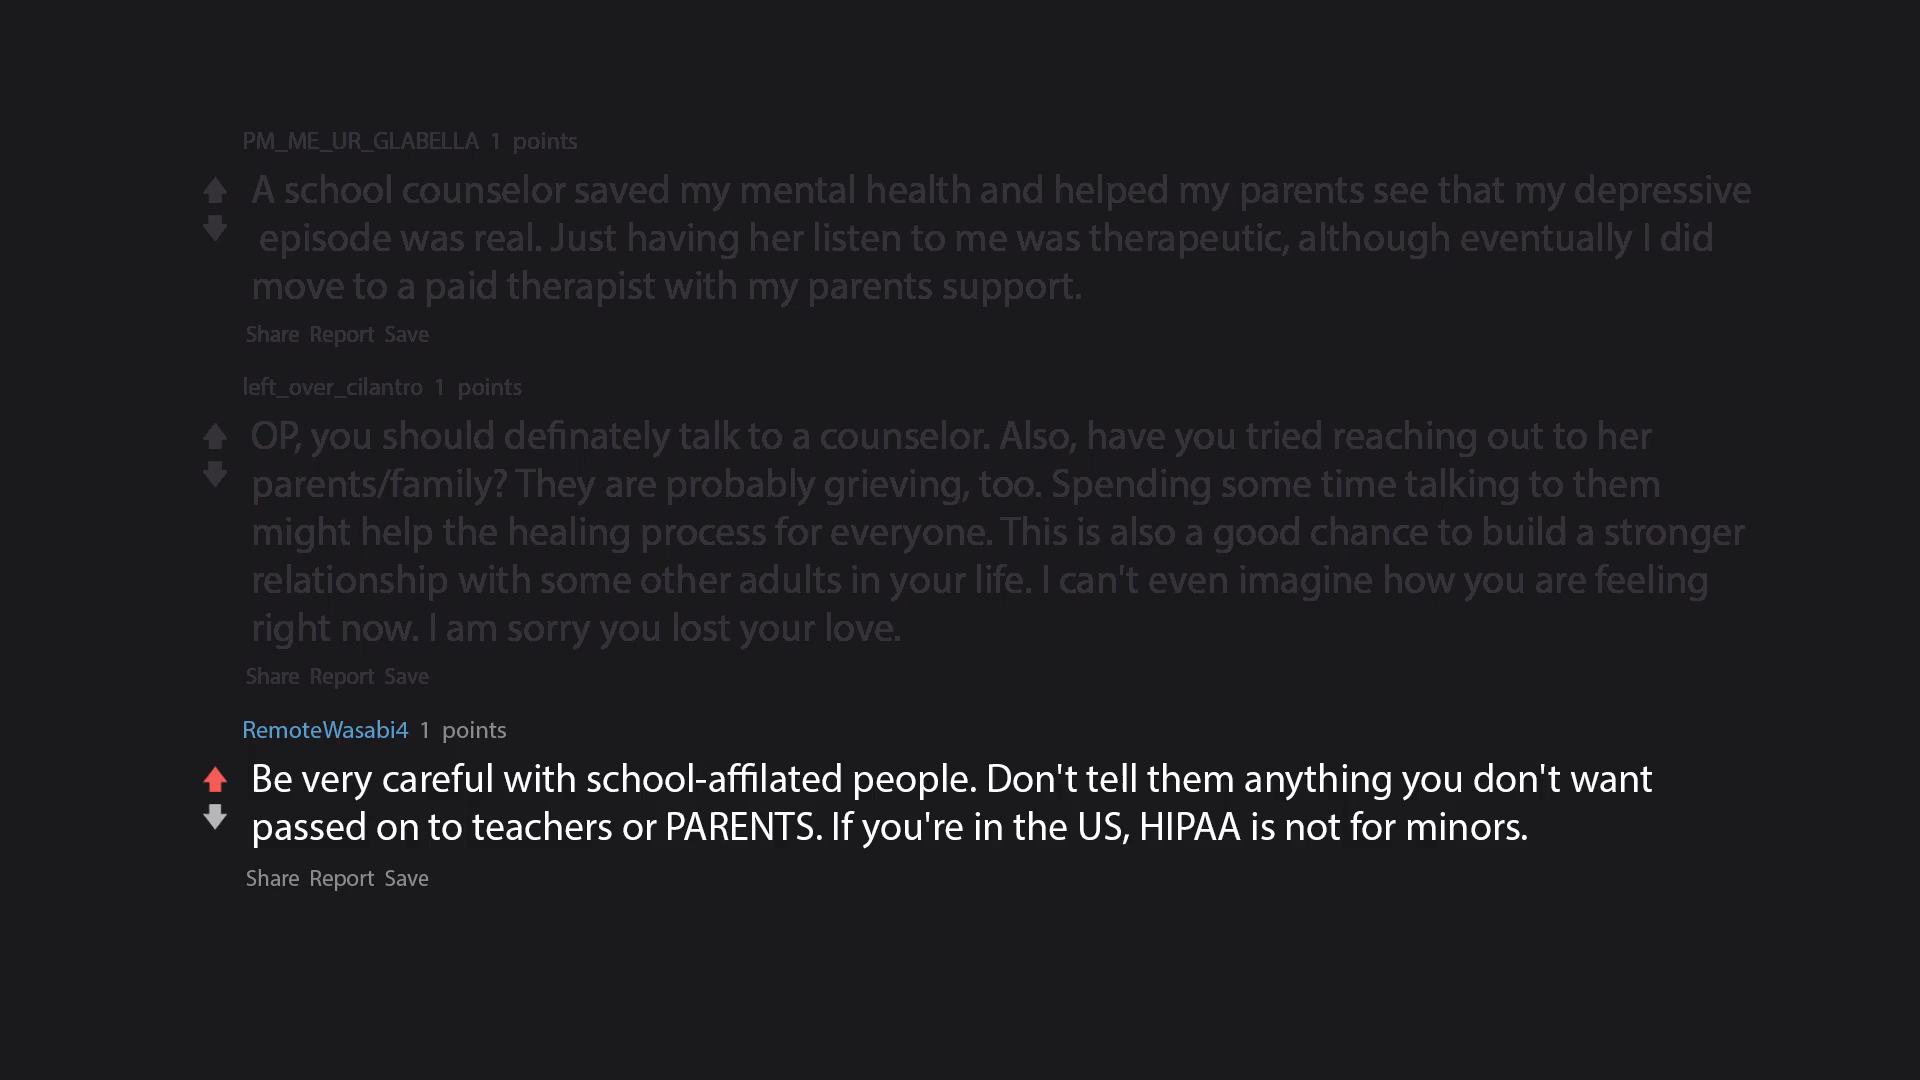 PM_ME_UR_GLABELLA 1 points
A school counselor saved my mental health and helped my parents see that my depressive
episode was real. Just having her listen to me was therapeutic, although eventually I did
move to a paid therapist with my parents support.
Share Report Save
left_over_cilantro 1 points
OP, you should definately talk to a counselor. Also, have you tried reaching out to her
parents/family? They are probably grieving, too. Spending some time talking to them
might help the healing process for everyone. This is also a good chance to build a stronger
relationship with some other adults in your life. I can't even imagine how you are feeling
right now. I am sorry you lost your love.
Share Report Save
RemoteWasabi4 1 points
Be very careful with school-affilated people. Don't tell them anything you don't want
passed on to teachers or PARENTS. If you're in the US, HIPAA is not for minors.
Share Report Save